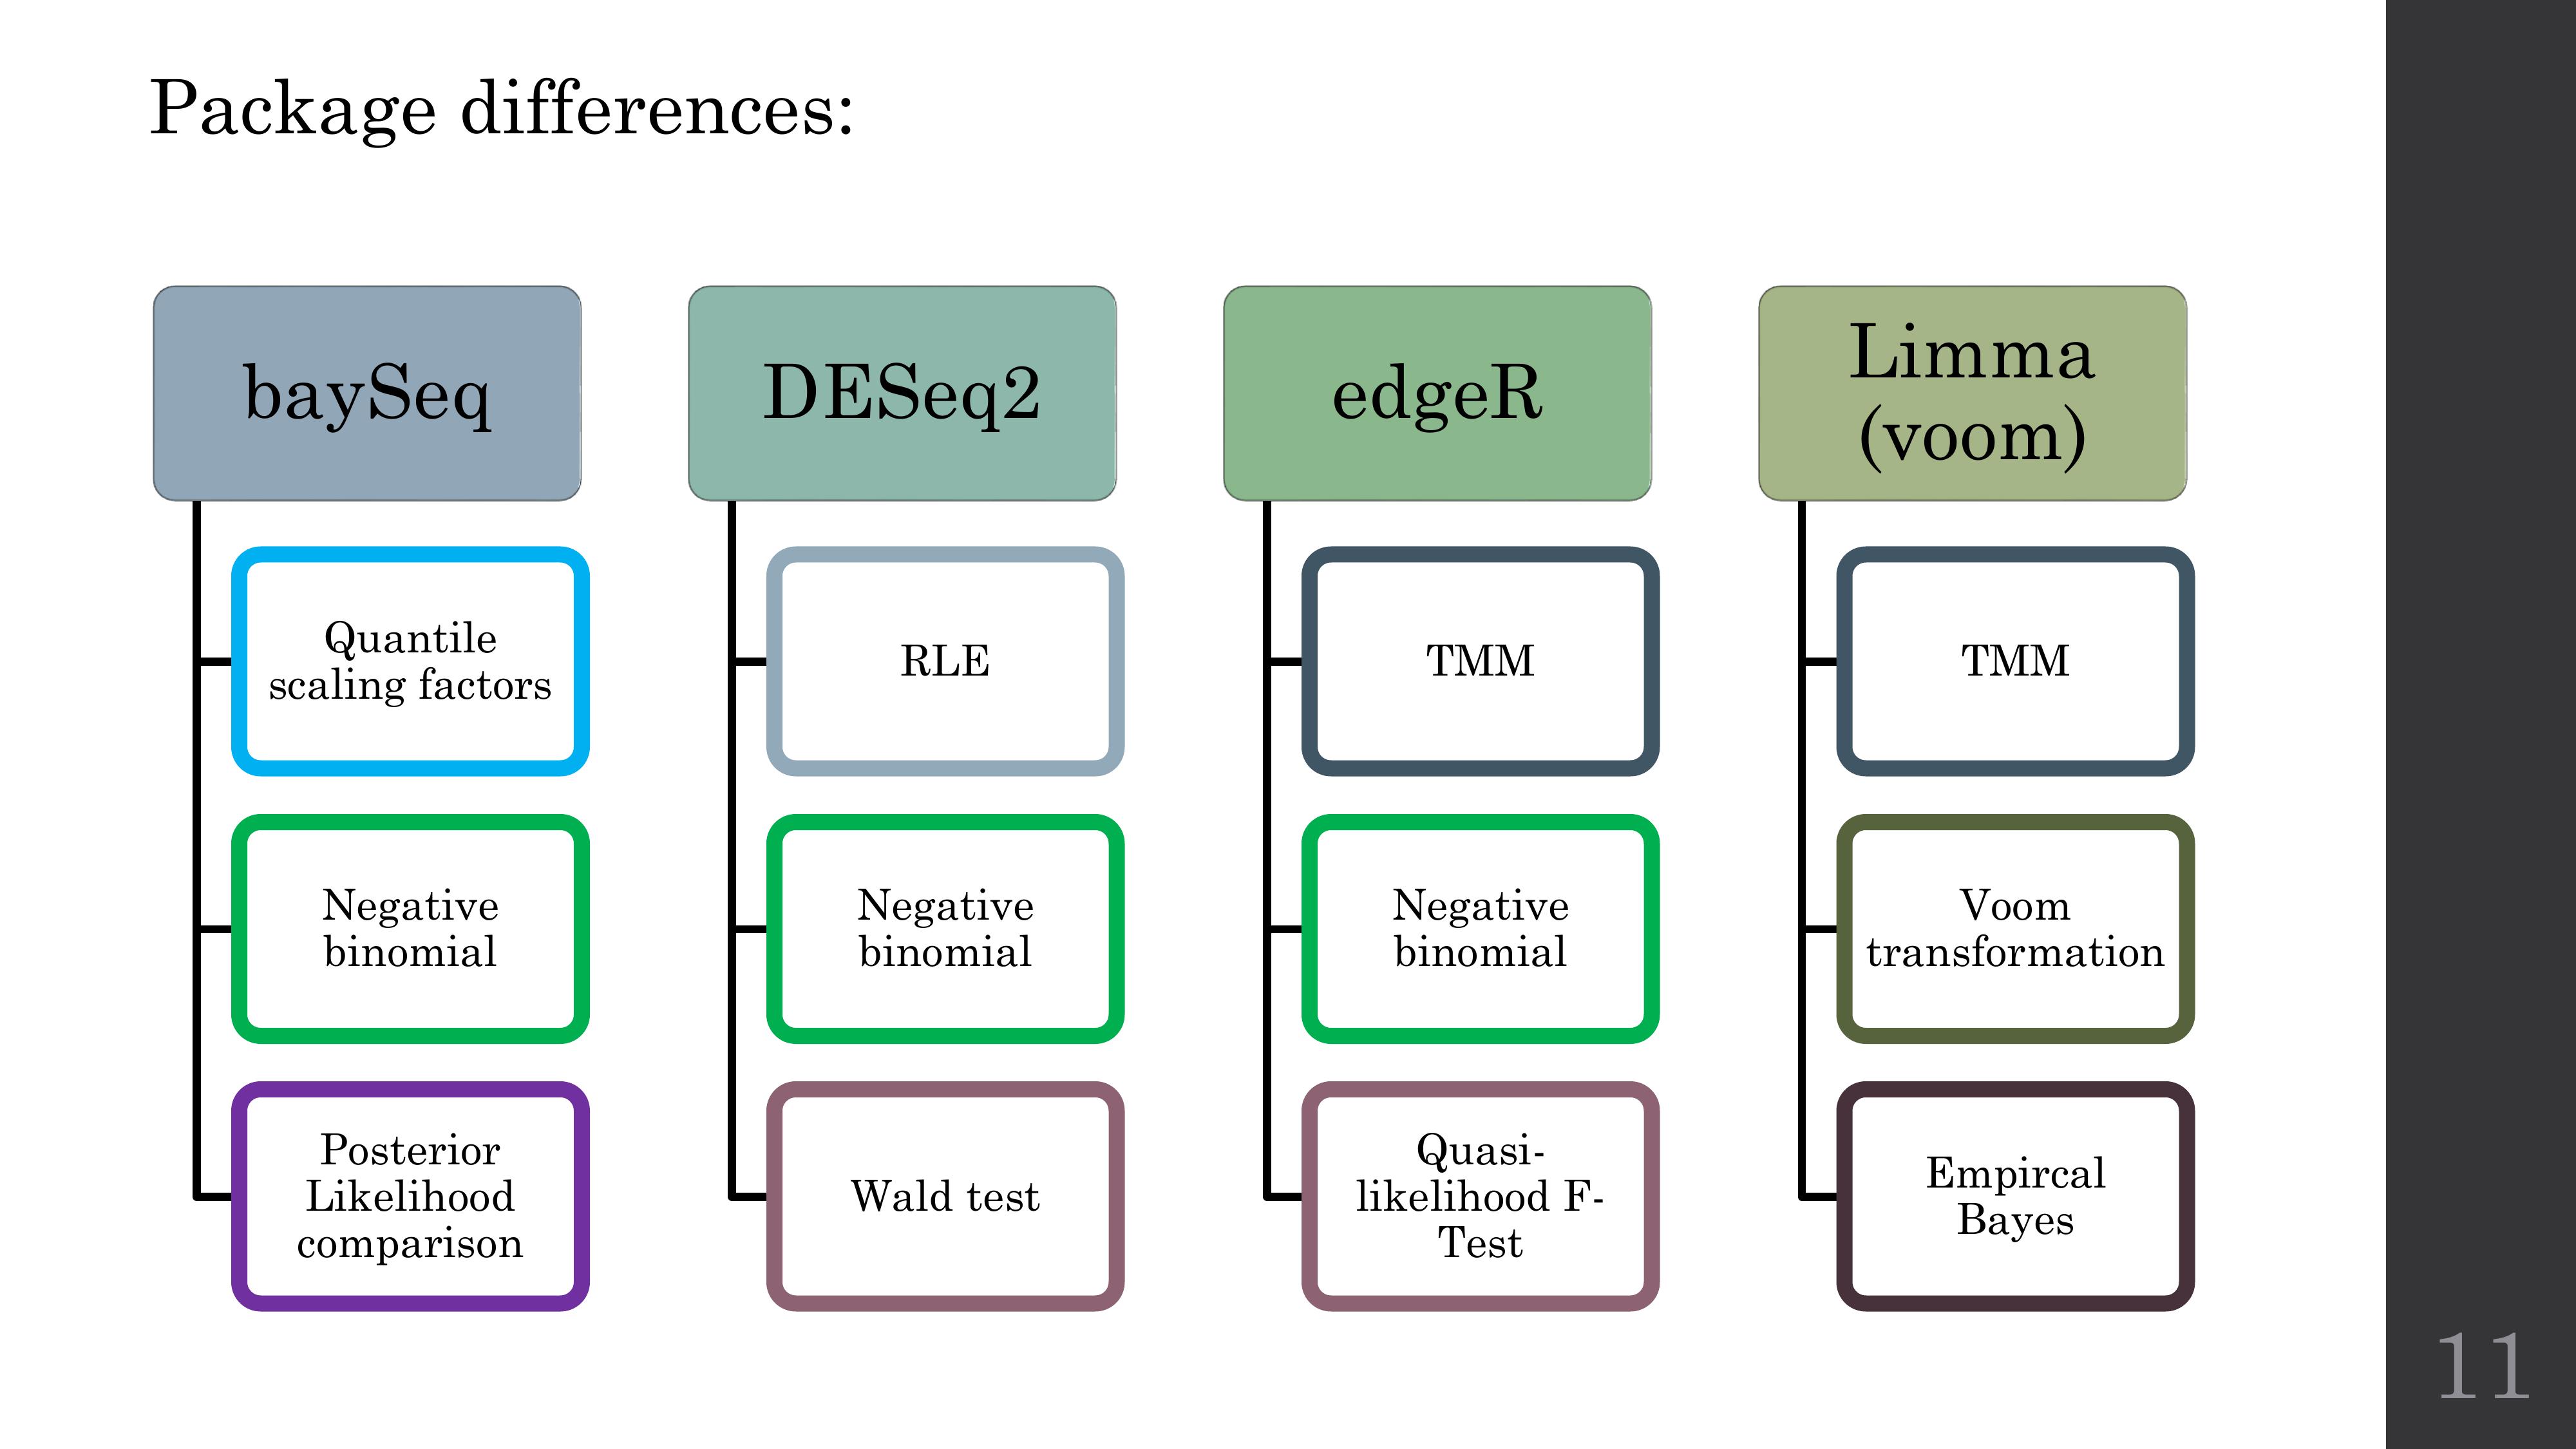 Package differences:
baySeq
Quantile
scaling factors
Negative
binomial
Posterior
Likelihood
comparison
DESeq2
RLE
Negative
binomial
Wald test
edgeR
TMM
Negative
binomial
Quasi-
likelihood F-
Test
Limma
(voom)
TMM
Voom
transformation
Empircal
Bayes
11